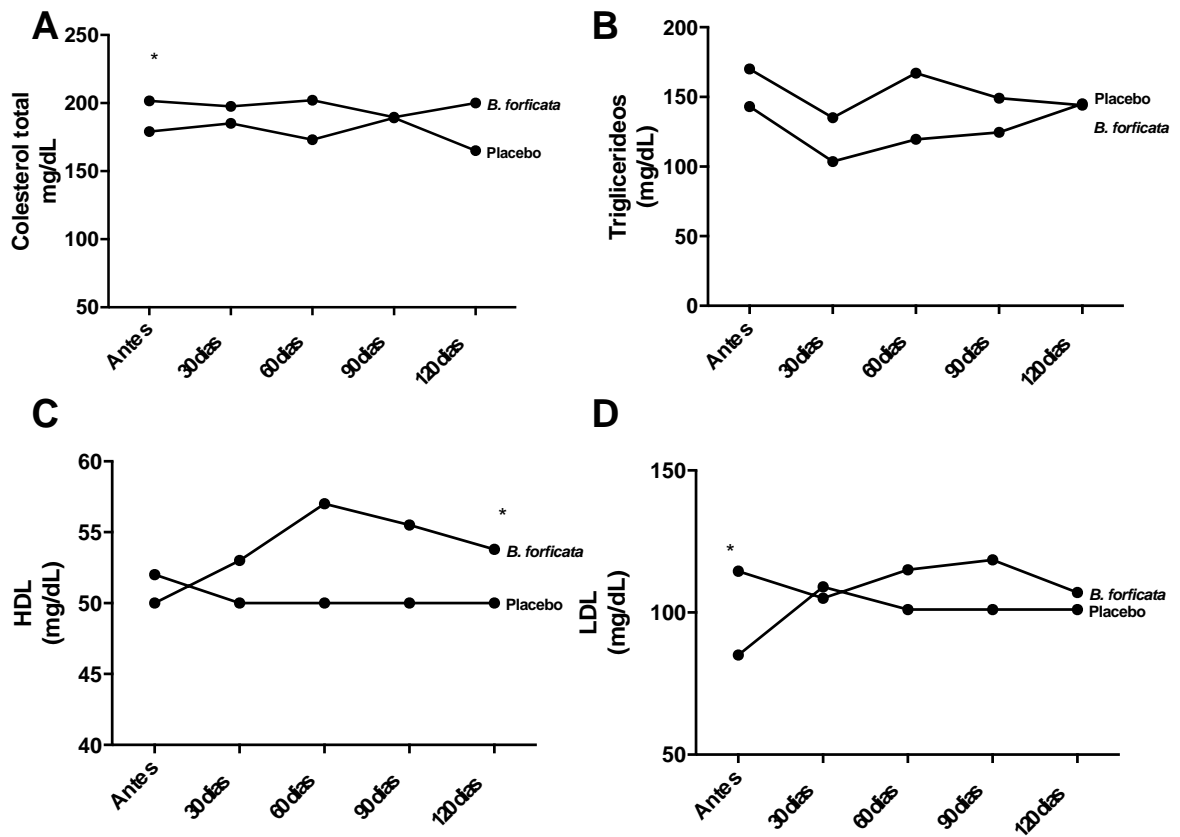 A
250
200
150
100
50
Colesterol total
mg/dL
*
B. forficata
Placebo
Antes
30 dias
60 dias
90 dias
120 dias
B
200
150
100
50
0
Triglicerideos
(mg/dL)
Placebo
B. forficata
Antes
30 dias
60 dias
90 dias
120 dias
C
60
55
50
45
40
HDL
(mg/dL)
*
B. forficata
Placebo
Antes
30 dias
60 dias
90 dias
120 dias
D
150
100
50
LDL
(mg/dL)
*
B. forficata
Placebo
Antes
30 dias
60 dias
90 dias
120 dias